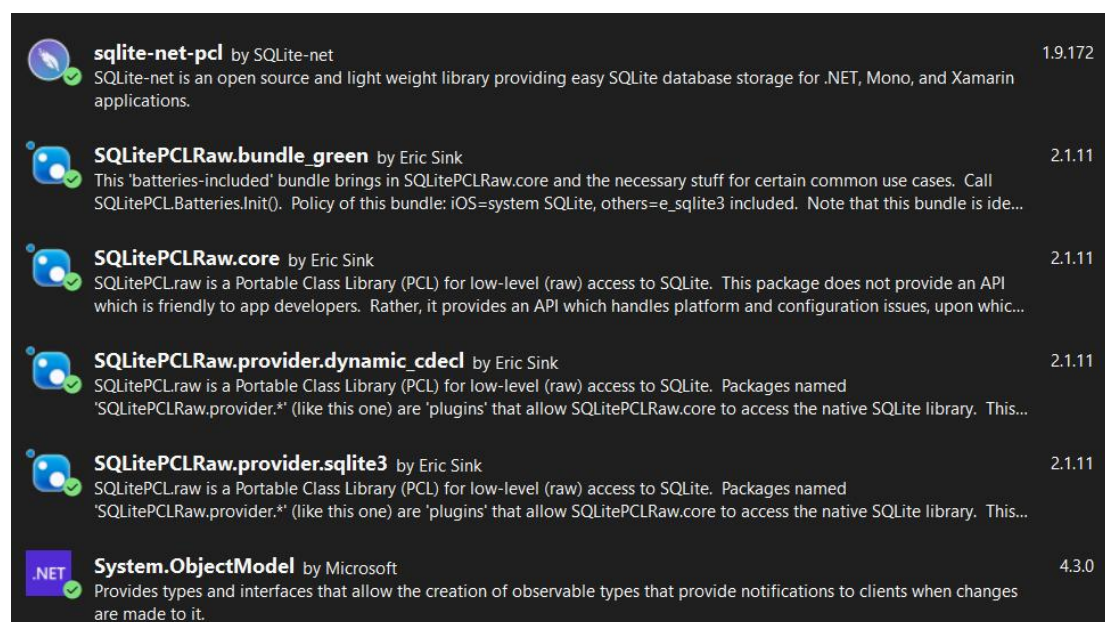 sqlite-net-pcl by SQLite-net 1.9.172
SQLite-net is an open source and light weight library providing easy SQLite database storage for .NET, Mono, and Xamarin
applications.
SQLitePCLRaw.bundle_green by Eric Sink 2.1.11
This 'batteries-included' bundle brings in SQLitePCLRaw.core and the necessary stuff for certain common use cases. Call
SQLitePCL.Batteries.Init(). Policy of this bundle: iOS=system SQLite, others=e_sqlite3 included. Note that this bundle is ide...
SQLitePCLRaw.core by Eric Sink 2.1.11
SQLitePCL.raw is a Portable Class Library (PCL) for low-level (raw) access to SQLite. This package does not provide an API
which is friendly to app developers. Rather, it provides an API which handles platform and configuration issues, upon whic...
SQLitePCLRaw.provider.dynamic_cdecl by Eric Sink 2.1.11
SQLitePCL.raw is a Portable Class Library (PCL) for low-level (raw) access to SQLite. Packages named
'SQLitePCLRaw.provider.*' (like this one) are 'plugins' that allow SQLitePCLRaw.core to access the native SQLite library. This...
SQLitePCLRaw.provider.sqlite3 by Eric Sink 2.1.11
SQLitePCL.raw is a Portable Class Library (PCL) for low-level (raw) access to SQLite. Packages named
'SQLitePCLRaw.provider.*' (like this one) are 'plugins' that allow SQLitePCLRaw.core to access the native SQLite library. This...
.NET System.ObjectModel by Microsoft 4.3.0
Provides types and interfaces that allow the creation of observable types that provide notifications to clients when changes
are made to it.